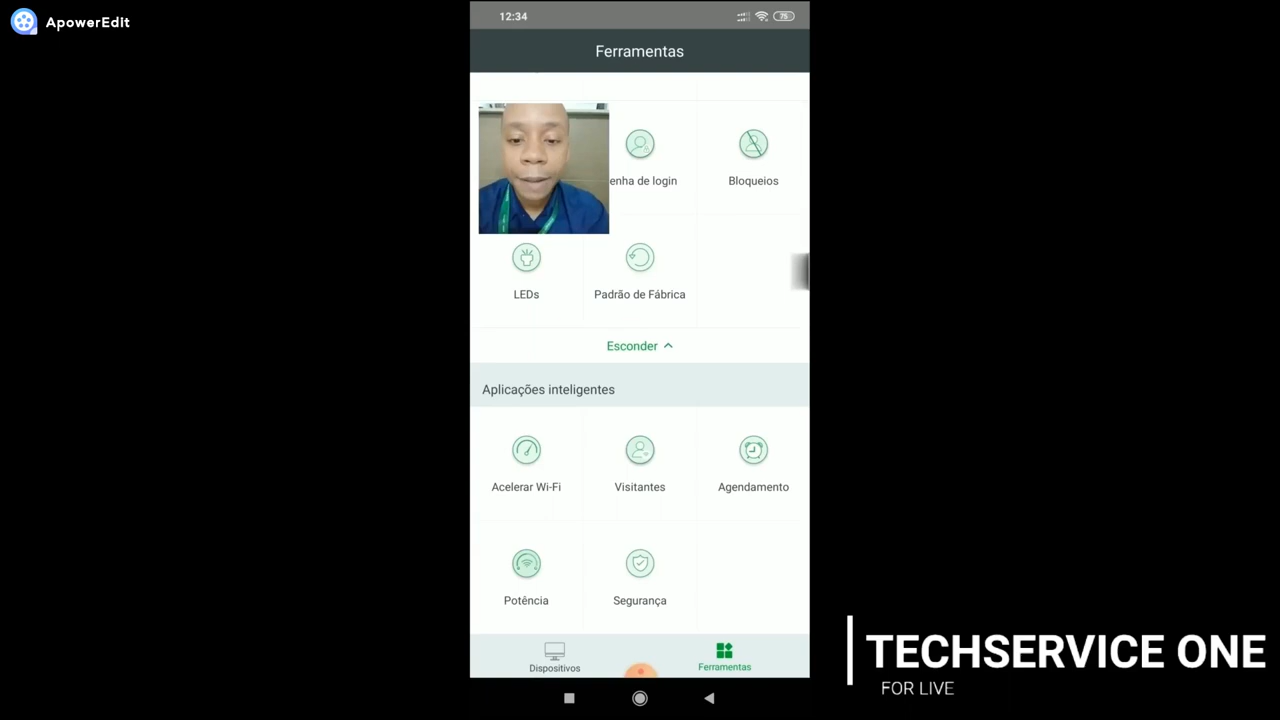 ApowerEdit
12:34
75
Ferramentas
enha de login
Bloqueios
LEDs
Padrão de Fábrica
Esconder
Aplicações inteligentes
Acelerar Wi-Fi
Visitantes
Agendamento
Potência
Segurança
Dispositivos
Ferramentas
TECHSERVICE ONE
FOR LIVE